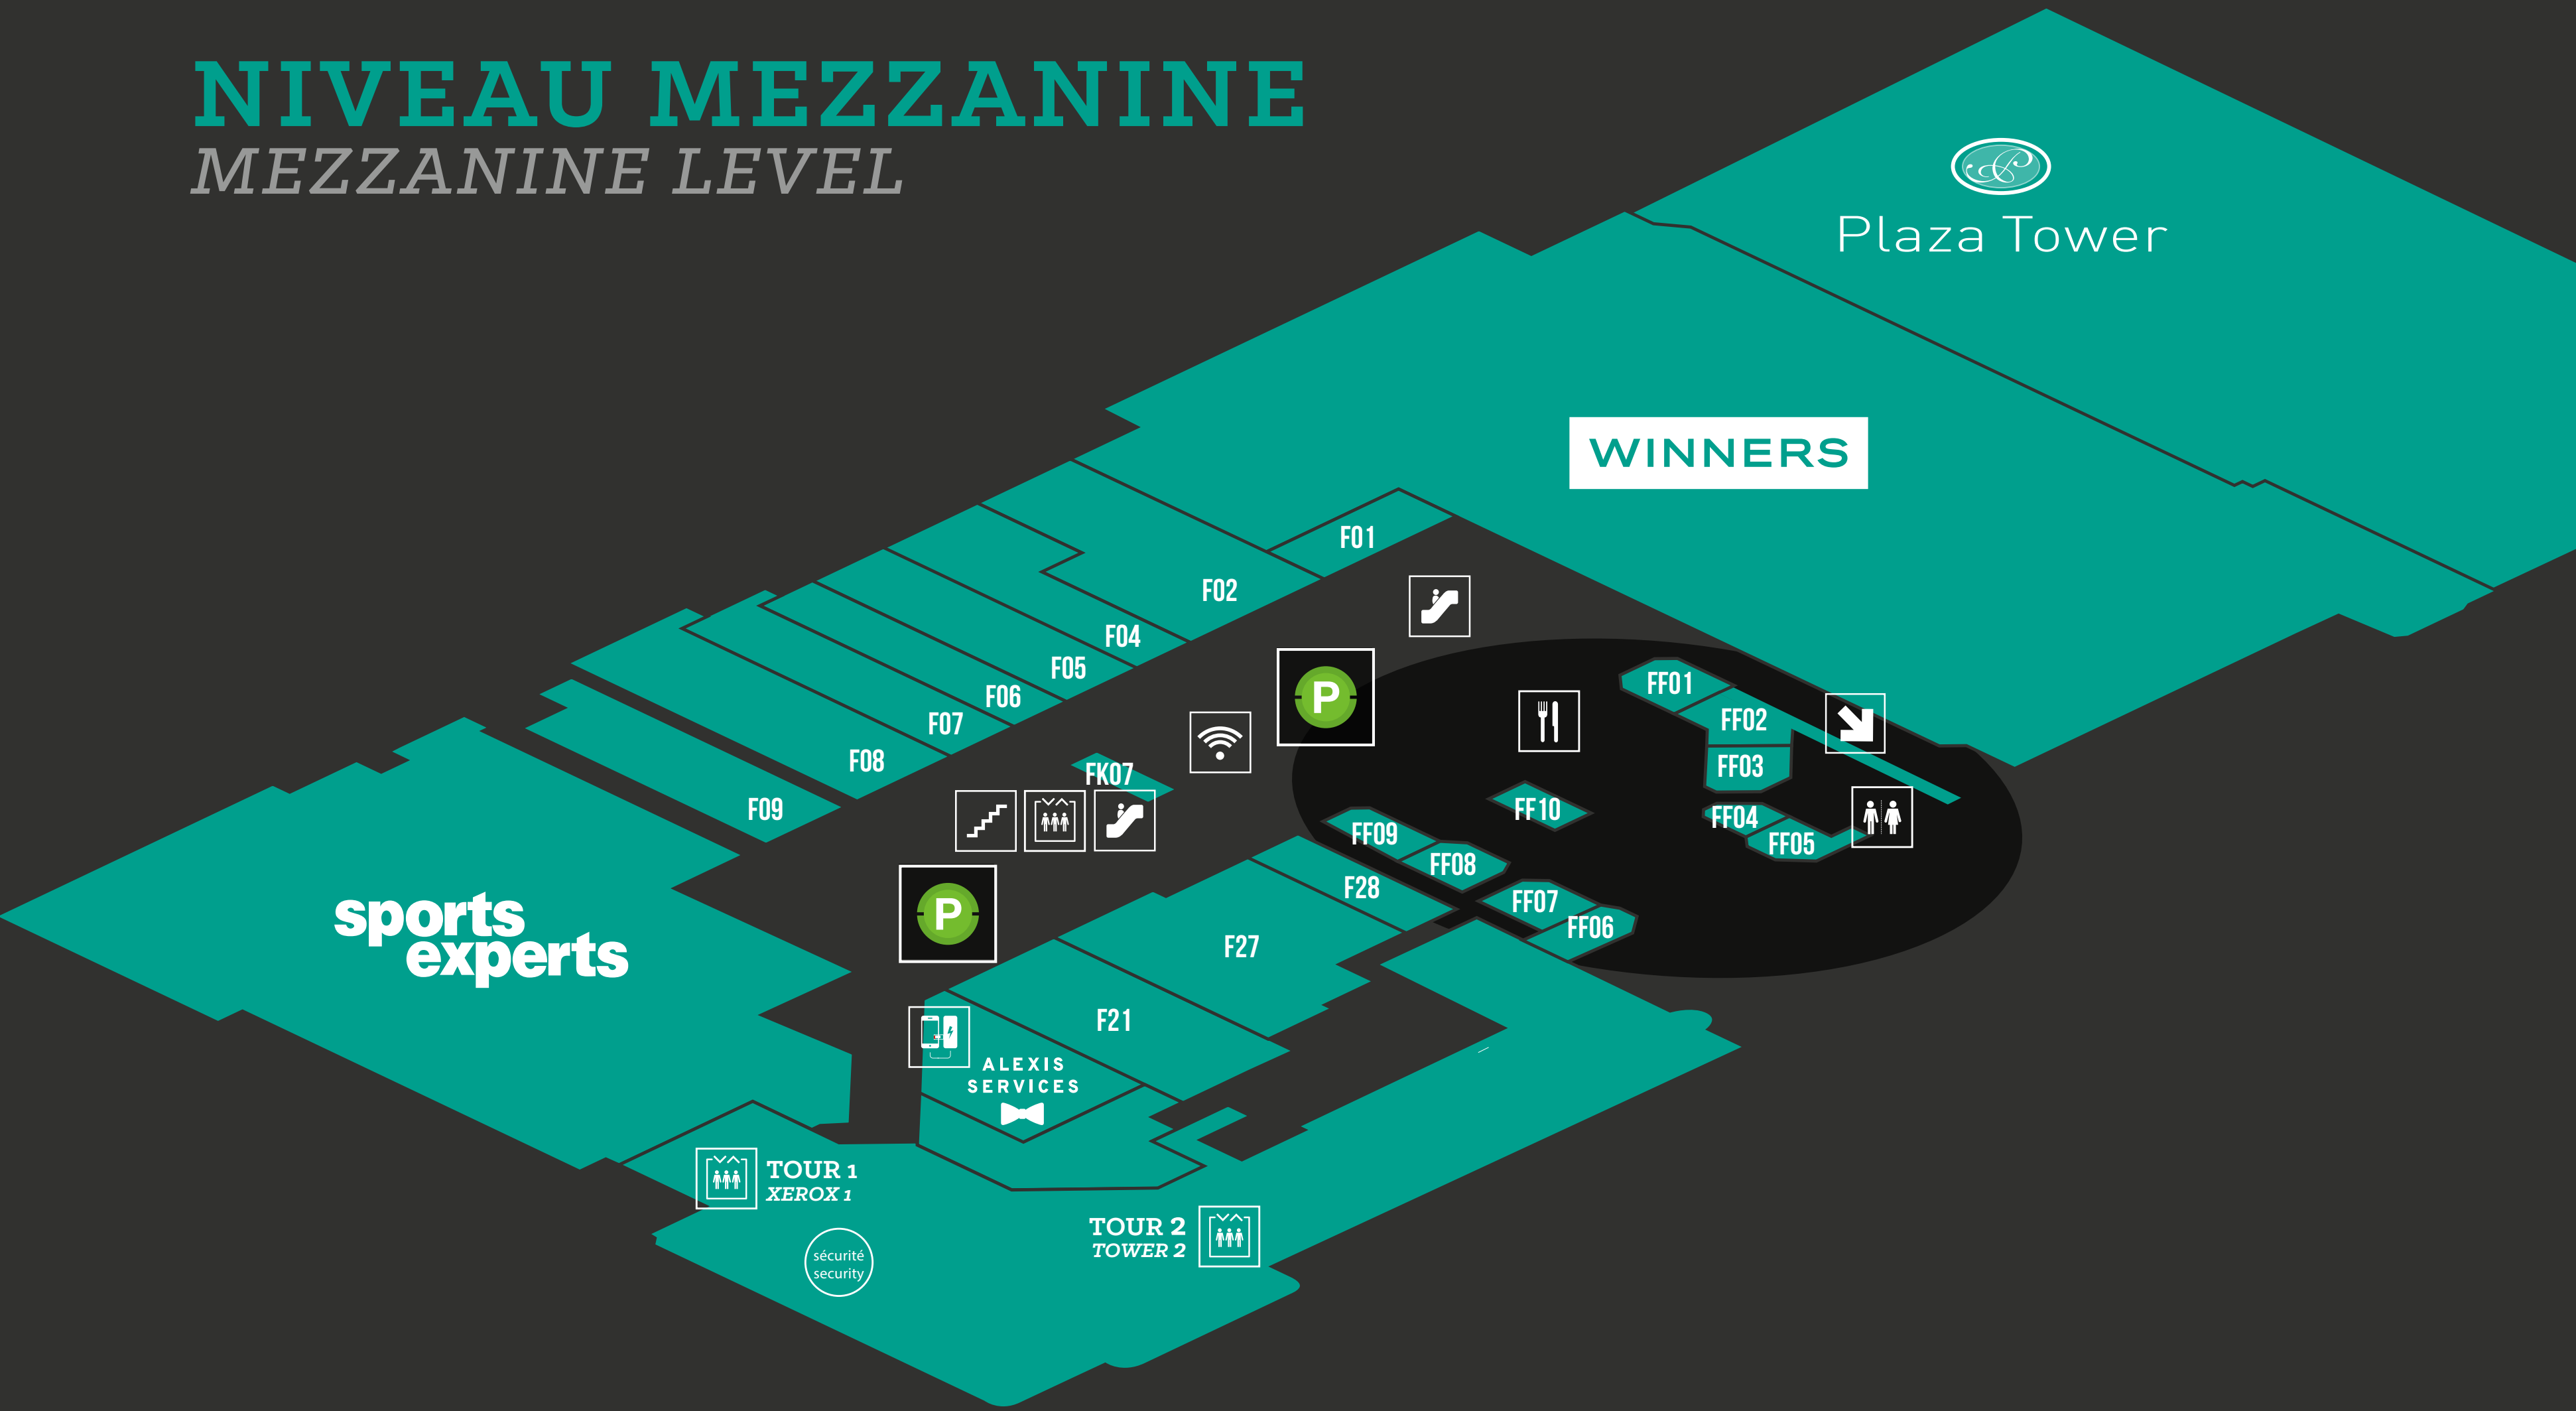 NIVEAU MEZZANINE
MEZZANINE LEVEL
Plaza Tower
WINNERS
F01
F02
F04
F05
F06
F07
F08
F09
FK07
P
FF01
FF02
FF03
FF04
FF05
FF10
FF09
FF08
FF07
FF06
F28
F27
F21
P
sports
experts
ALEXIS
SERVICES
TOUR 1
XEROX 1
TOUR 2
TOWER 2
sécurité
security